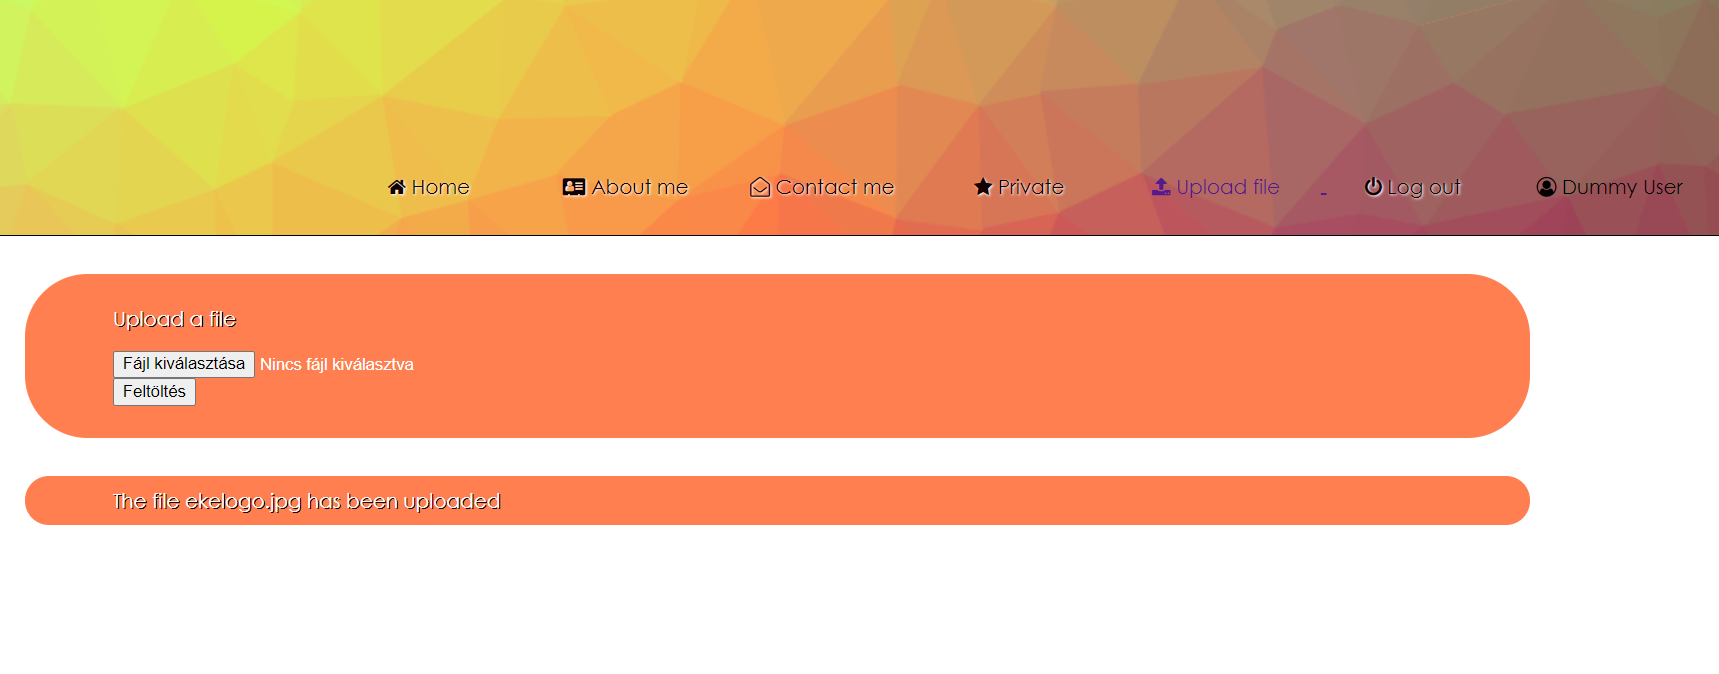 Home About me Contact me Private Upload file - Log out Dummy User
Upload a file
Fájl kiválasztása Nincs fájl kiválasztva
Feltöltés
The file ekelogo.jpg has been uploaded